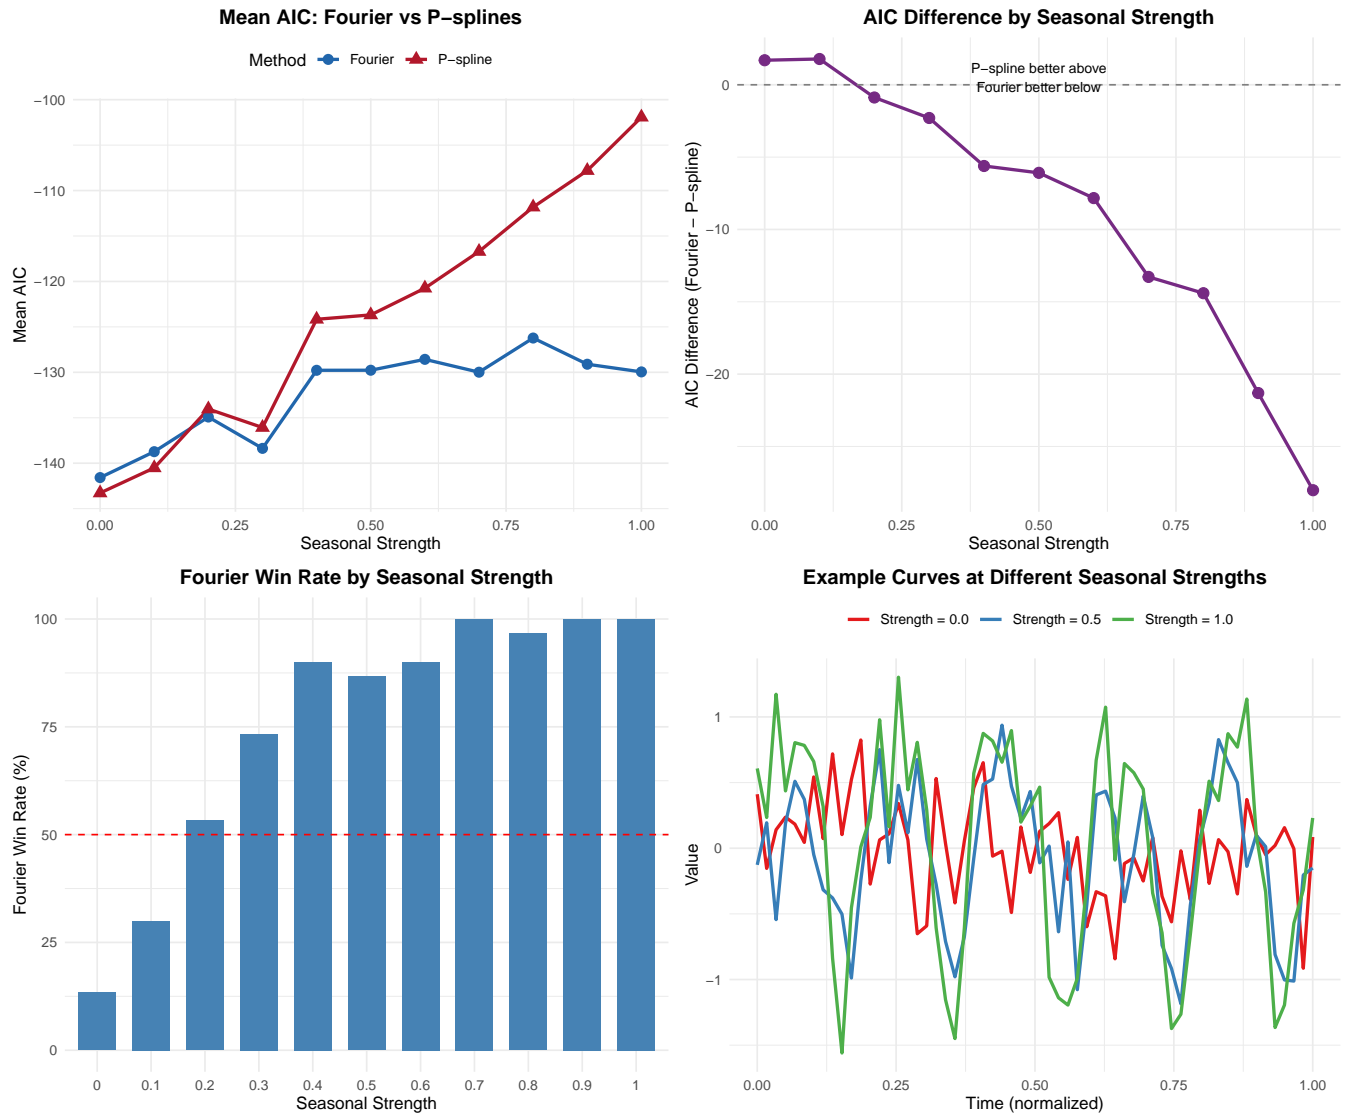 Mean AIC: Fourier vs P−splines
Method Fourier P−spline
−100
−110
−120
−130
−140
Mean AIC
0.00 0.25 0.50 0.75 1.00
Seasonal Strength
AIC Difference by Seasonal Strength
P−spline better above
Fourier better below
0
−10
−20
AIC Difference (Fourier − P−spline)
0.00 0.25 0.50 0.75 1.00
Seasonal Strength
Fourier Win Rate by Seasonal Strength
100
75
50
25
0
Fourier Win Rate (%)
0 0.1 0.2 0.3 0.4 0.5 0.6 0.7 0.8 0.9 1
Seasonal Strength
Example Curves at Different Seasonal Strengths
Strength = 0.0 Strength = 0.5 Strength = 1.0
1
0
−1
Value
0.00 0.25 0.50 0.75 1.00
Time (normalized)